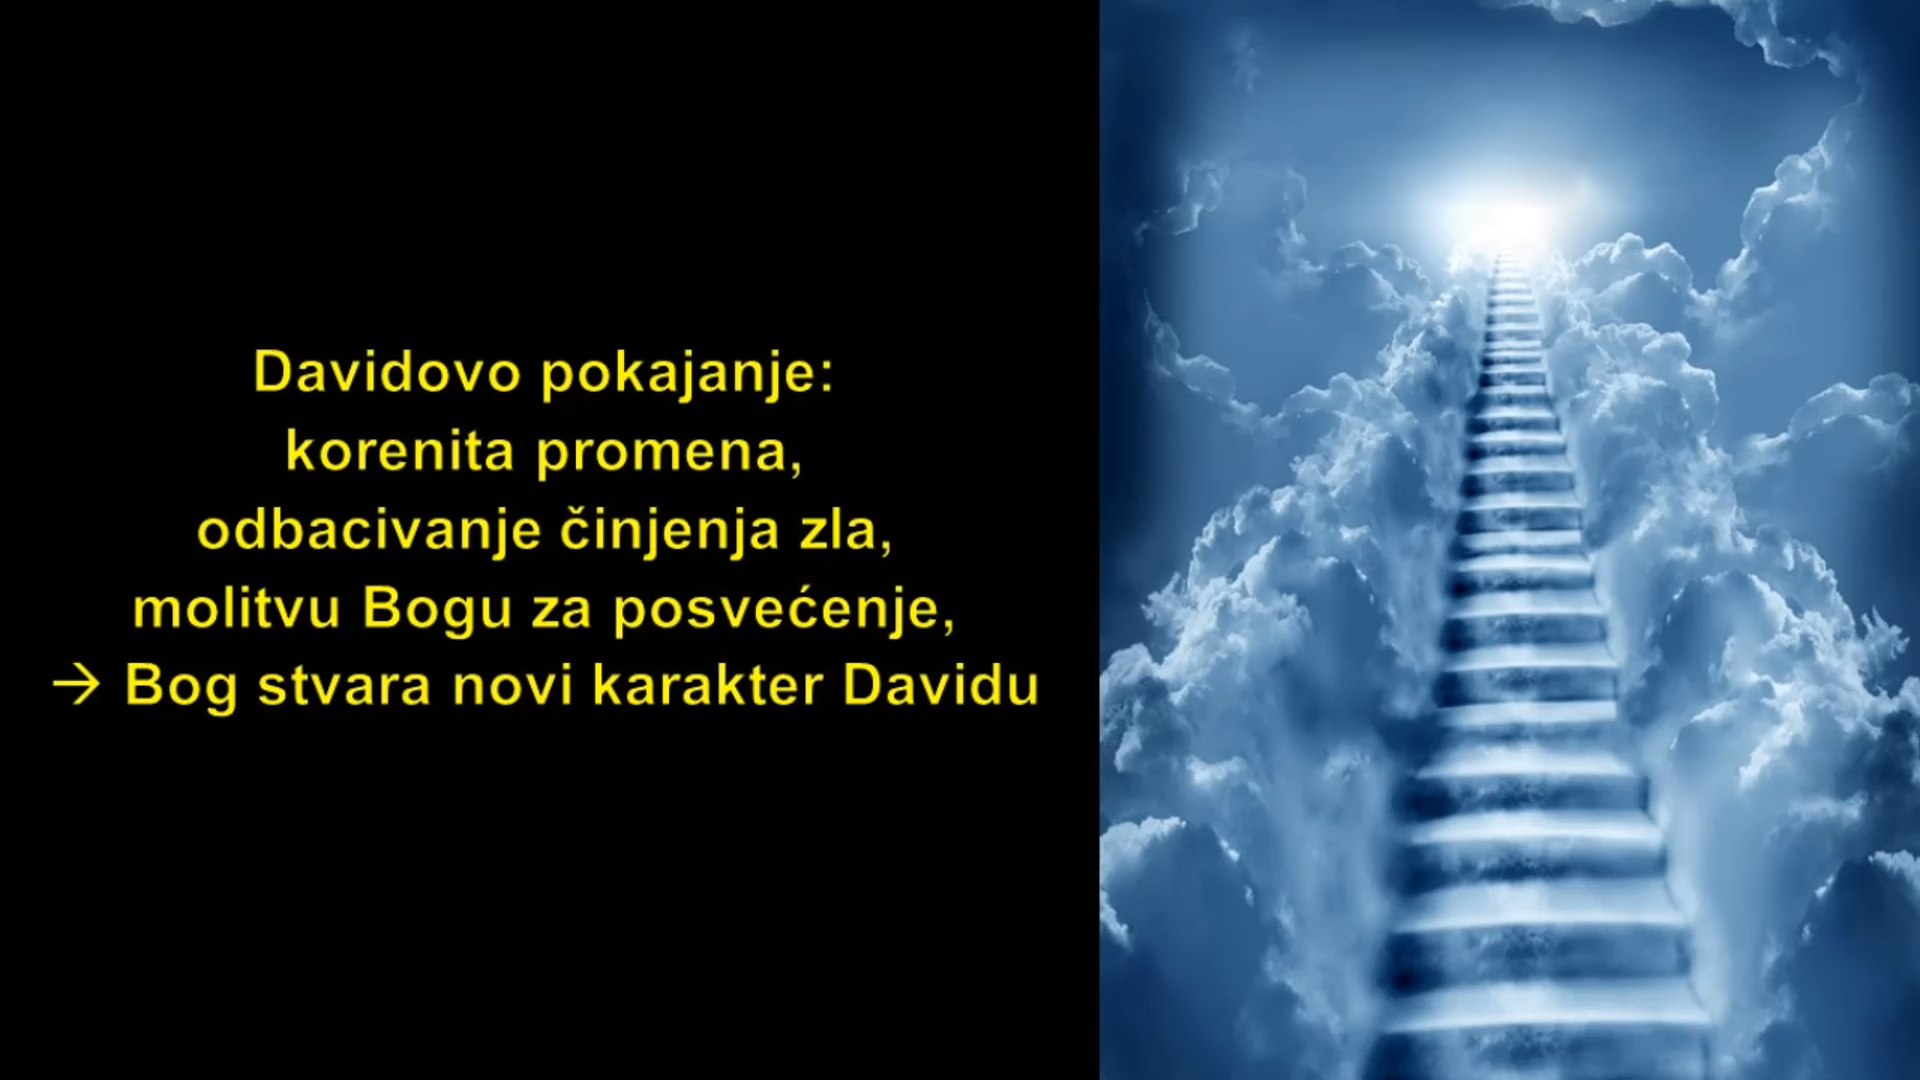 Davidovo pokajanje:
korenita promena,
odbacivanje činjenja zla,
molitvu Bogu za posvećenje,
→ Bog stvara novi karakter Davidu